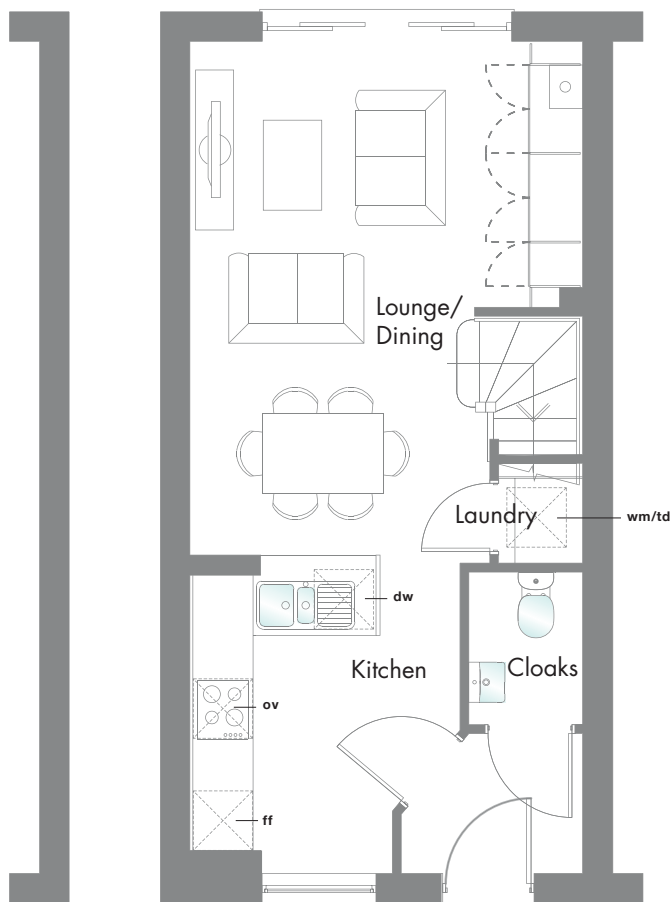 Lounge/
Dining
Laundry
wm/td
dw
Kitchen
Cloaks
ov
ff